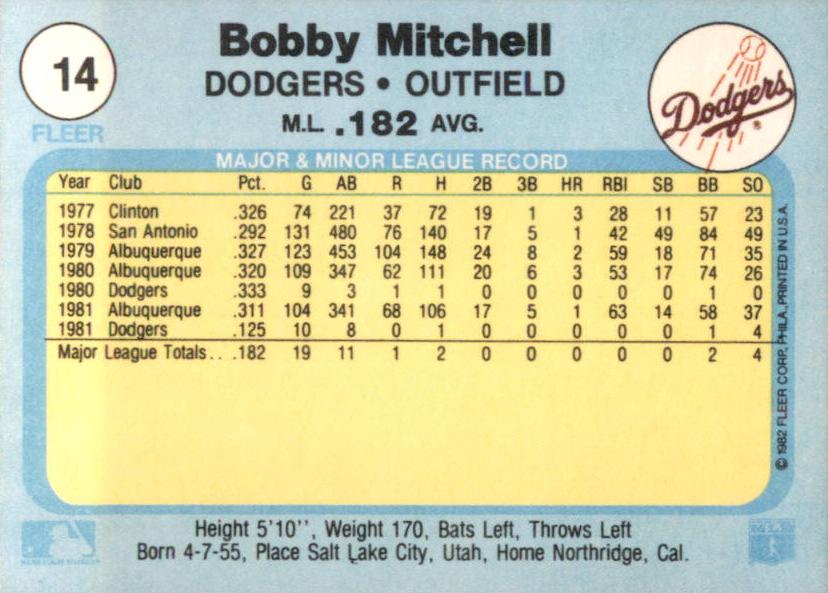 14
FLEER
Bobby Mitchell
DODGERS • OUTFIELD
M.L. .182 AVG.
Dodgers ®
MAJOR & MINOR LEAGUE RECORD
Year Club Pct. G AB R H 2B 3B HR RBI SB BB SO
1977 Clinton .326 74 221 37 72 19 1 3 28 11 57 23
1978 San Antonio .292 131 480 76 140 17 5 1 42 49 84 49
1979 Albuquerque .327 123 453 104 148 24 8 2 59 18 71 35
1980 Albuquerque .320 109 347 62 111 20 6 3 53 17 74 26
1980 Dodgers .333 9 3 1 1 0 0 0 0 0 1 0
1981 Albuquerque .311 104 341 68 106 17 5 1 63 14 58 37
1981 Dodgers .125 10 8 0 1 0 0 0 0 0 1 4
Major League Totals.. .182 19 11 1 2 0 0 0 0 0 2 4
© 1982 FLEER CORP., PHILA., PRINTED IN U.S.A.
Height 5'10'', Weight 170, Bats Left, Throws Left
Born 4-7-55, Place Salt Lake City, Utah, Home Northridge, Cal.